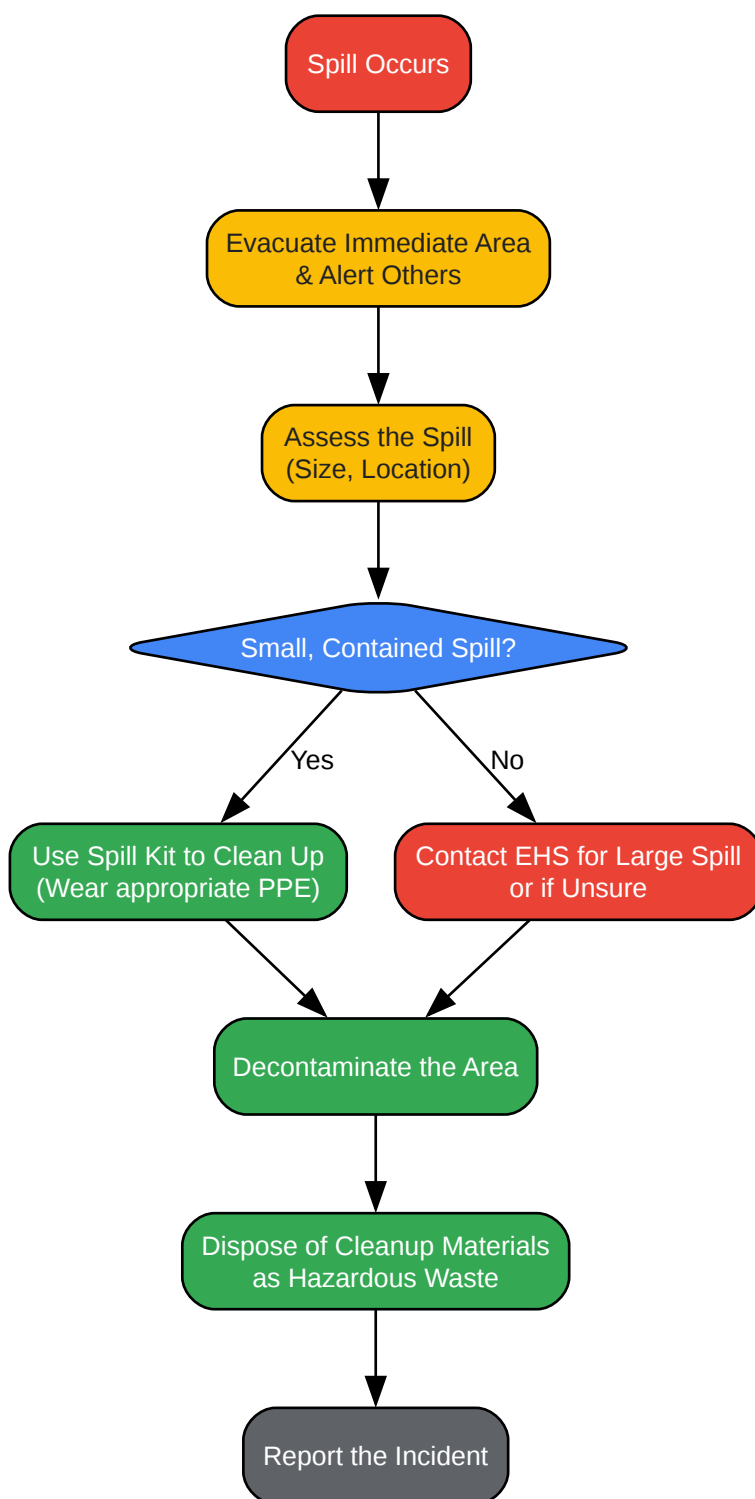 Spill Occurs
Evacuate Immediate Area
& Alert Others
Assess the Spill
(Size, Location)
Small, Contained Spill?
Yes
No
Use Spill Kit to Clean Up
(Wear appropriate PPE)
Contact EHS for Large Spill
or if Unsure
Decontaminate the Area
Dispose of Cleanup Materials
as Hazardous Waste
Report the Incident